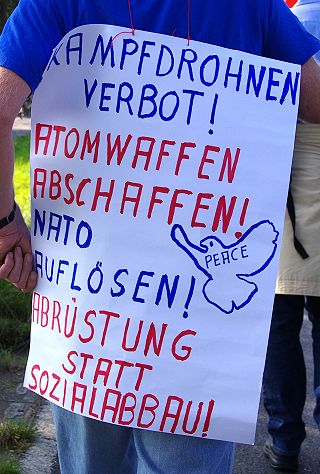 KAMPFDROHNEN
VERBOT!
ATOMWAFFEN
ABSCHAFFEN!
NATO
PEACE
AUFLÖSEN!
ABRÜSTUNG
STATT
SOZIALABBAU!